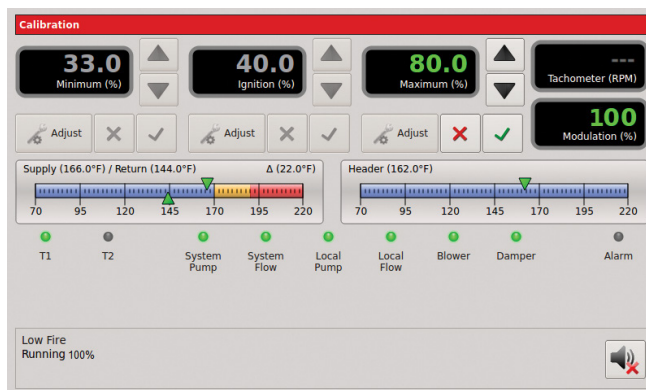 Calibration
33.0
Minimum (%)
40.0
Ignition (%)
80.0
Maximum (%)
---
Tachometer (RPM)
Adjust
Adjust
Adjust
100
Modulation (%)
Supply (166.0°F) / Return (144.0°F) Δ (22.0°F)
70 95 120 145 170 195 220
Header (162.0°F)
70 95 120 145 170 195 220
T1
T2
System Pump
System Flow
Local Pump
Local Flow
Blower
Damper
Alarm
Low Fire
Running 100%